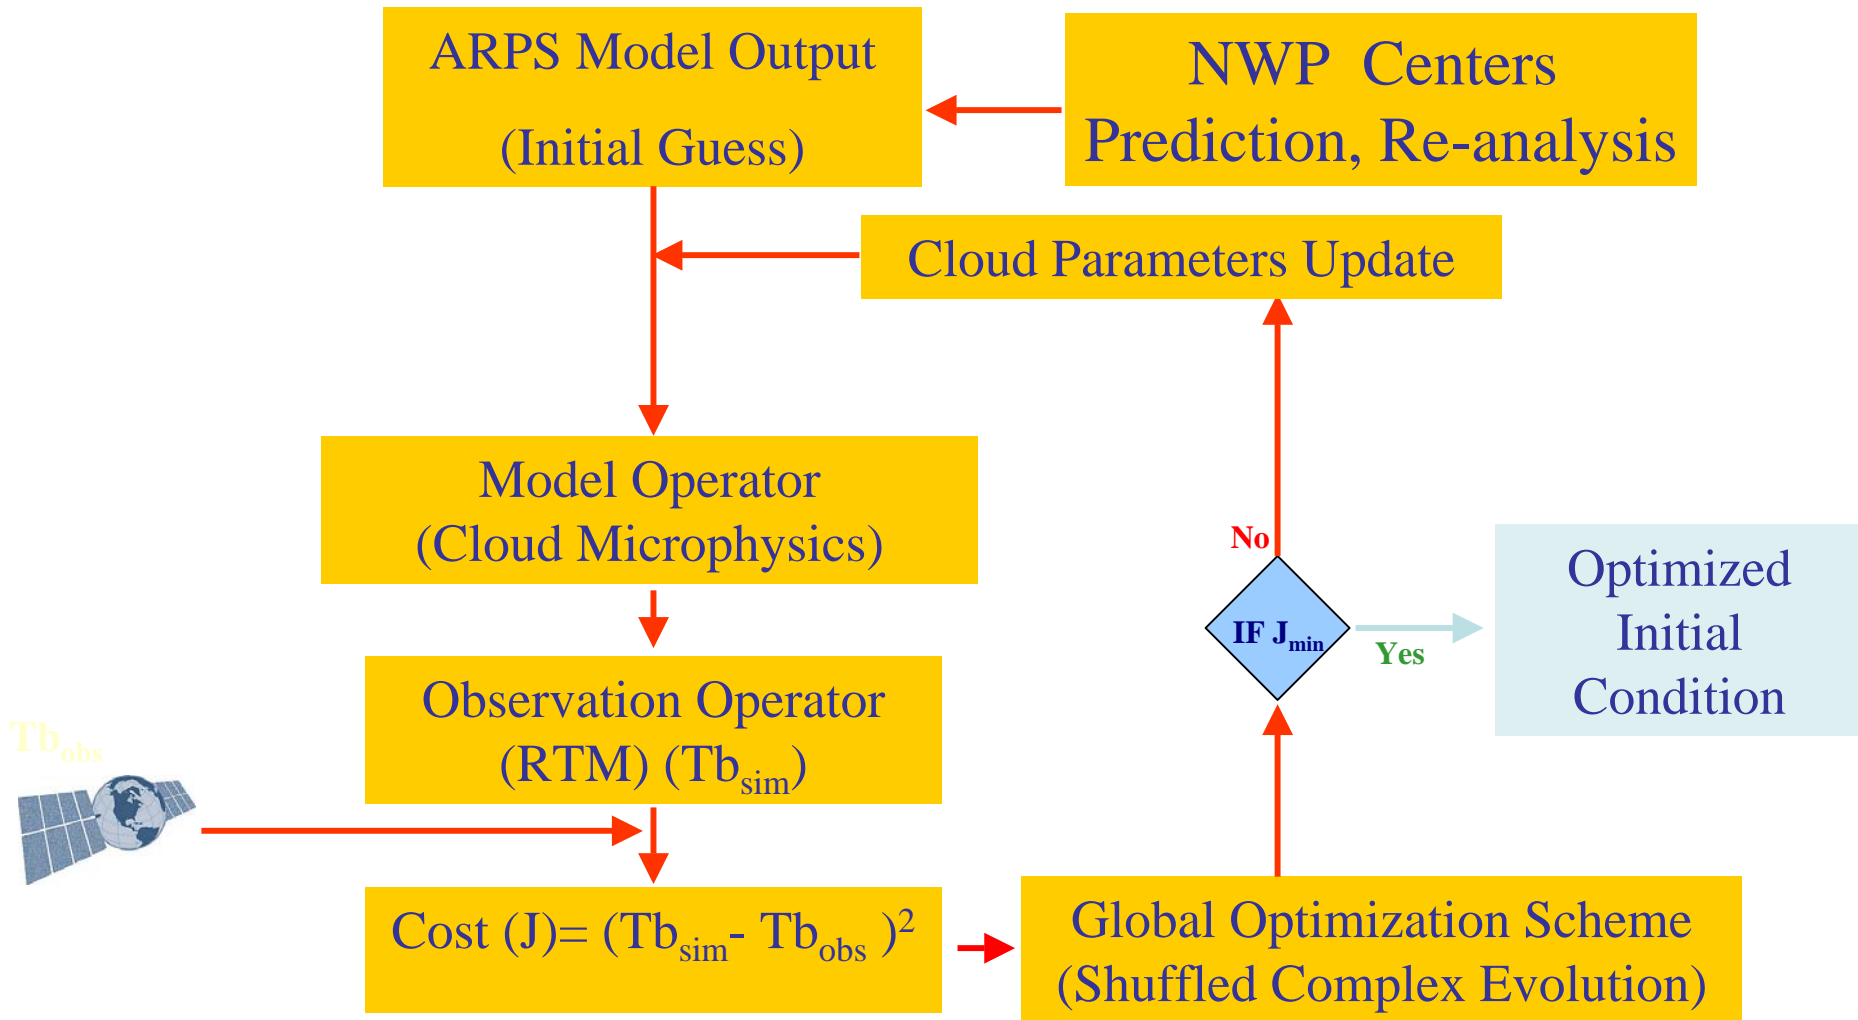 ARPS Model Output
(Initial Guess)
NWP Centers
Prediction, Re-analysis
Cloud Parameters Update
Model Operator
(Cloud Microphysics)
No
IF Jmin
Yes
Optimized
Initial
Condition
Observation Operator
(RTM) (Tbsim)
Tbobs
Cost (J)= (Tbsim- Tbobs )2
Global Optimization Scheme
(Shuffled Complex Evolution)